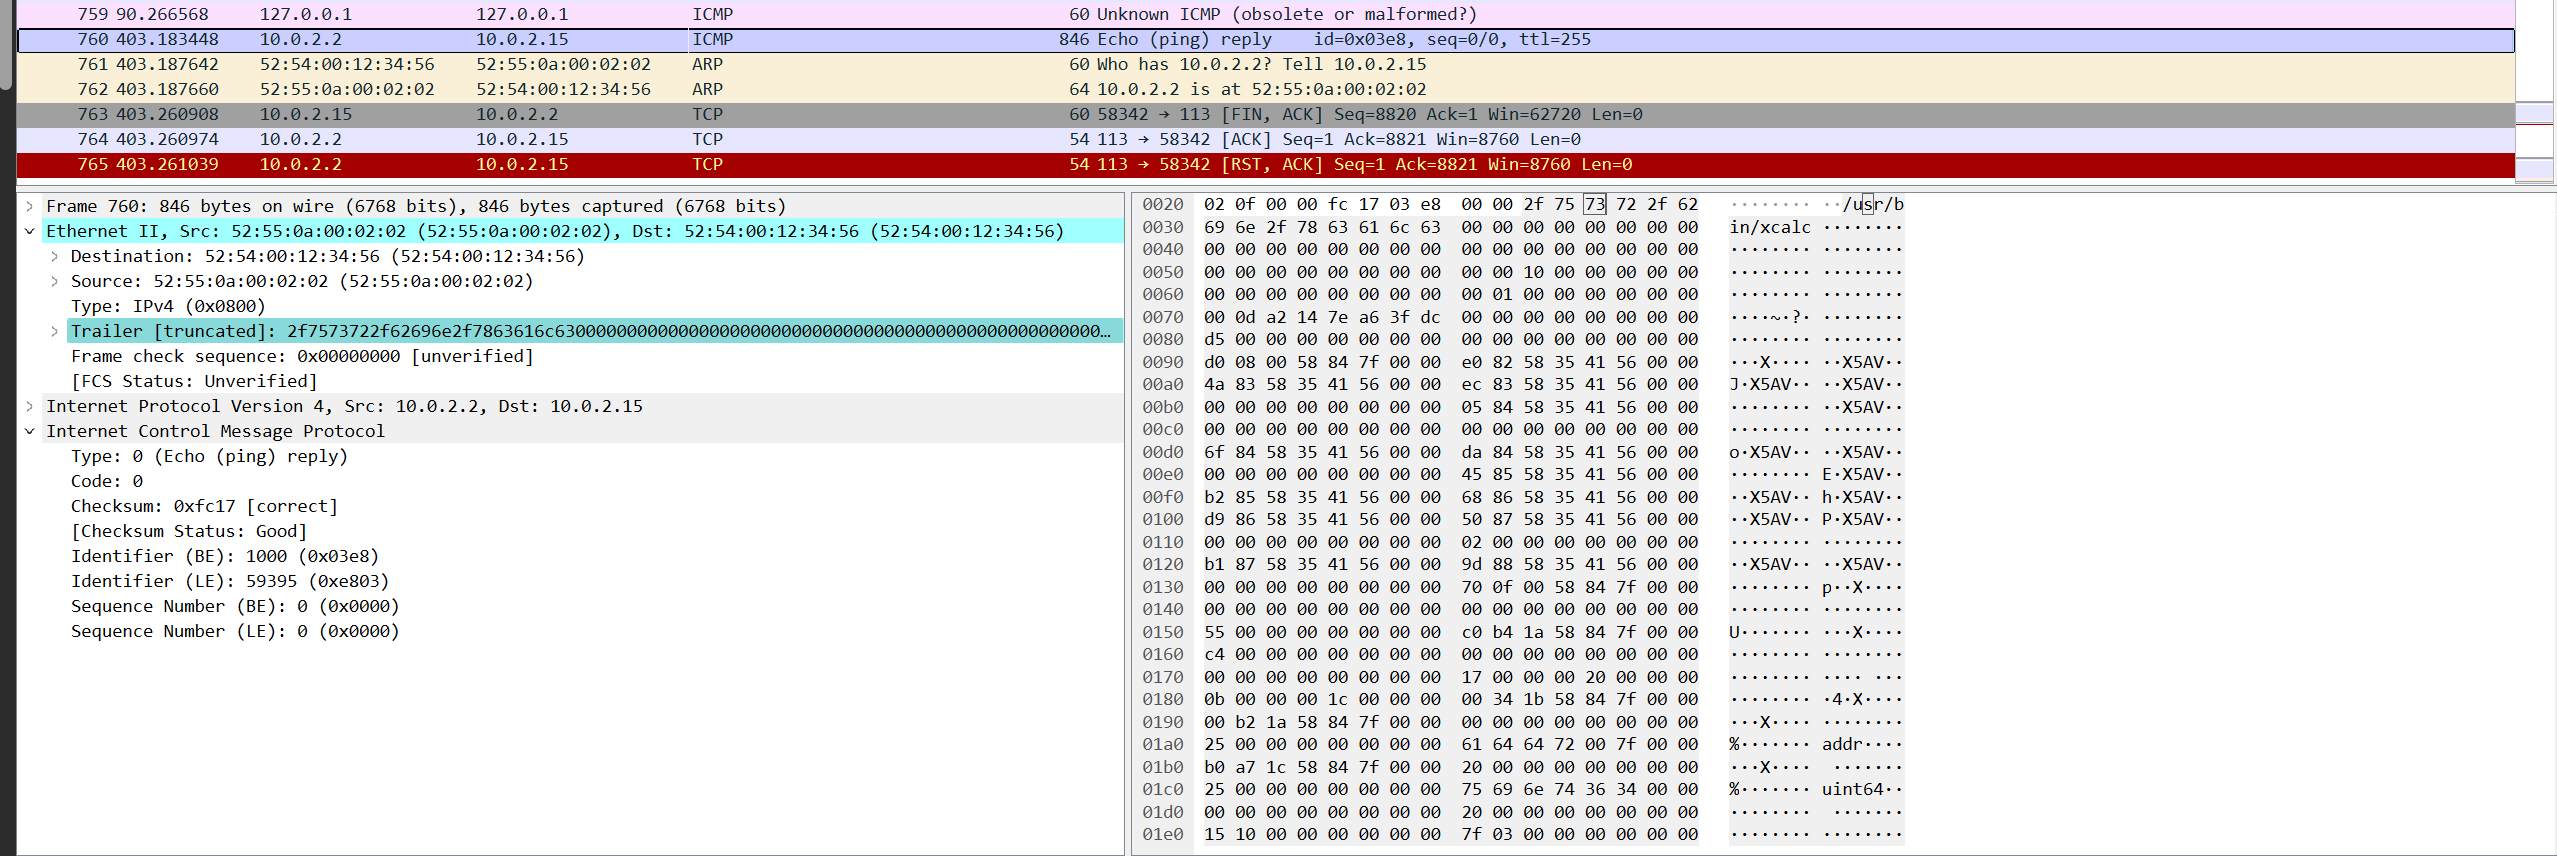 759 90.266568 127.0.0.1 127.0.0.1 ICMP 60 Unknown ICMP (obsolete or malformed?)
760 403.183448 10.0.2.2 10.0.2.15 ICMP 846 Echo (ping) reply id=0x03e8, seq=0/0, ttl=255
761 403.187642 52:54:00:12:34:56 52:55:0a:00:02:02 ARP 60 Who has 10.0.2.2? Tell 10.0.2.15
762 403.187660 52:55:0a:00:02:02 52:54:00:12:34:56 ARP 64 10.0.2.2 is at 52:55:0a:00:02:02
763 403.260908 10.0.2.15 10.0.2.2 TCP 60 58342 → 113 [FIN, ACK] Seq=8820 Ack=1 Win=62720 Len=0
764 403.260974 10.0.2.2 10.0.2.15 TCP 54 113 → 58342 [ACK] Seq=1 Ack=8821 Win=8760 Len=0
765 403.261039 10.0.2.2 10.0.2.15 TCP 54 113 → 58342 [RST, ACK] Seq=1 Ack=8821 Win=8760 Len=0
Frame 760: 846 bytes on wire (6768 bits), 846 bytes captured (6768 bits)
Ethernet II, Src: 52:55:0a:00:02:02 (52:55:0a:00:02:02), Dst: 52:54:00:12:34:56 (52:54:00:12:34:56)
Destination: 52:54:00:12:34:56 (52:54:00:12:34:56)
Source: 52:55:0a:00:02:02 (52:55:0a:00:02:02)
Type: IPv4 (0x0800)
Trailer [truncated]: 2f7573722f62696e2f7863616c630000000000000000000000000000000000000000000000000000…
Frame check sequence: 0x00000000 [unverified]
[FCS Status: Unverified]
Internet Protocol Version 4, Src: 10.0.2.2, Dst: 10.0.2.15
Internet Control Message Protocol
Type: 0 (Echo (ping) reply)
Code: 0
Checksum: 0xfc17 [correct]
[Checksum Status: Good]
Identifier (BE): 1000 (0x03e8)
Identifier (LE): 59395 (0xe803)
Sequence Number (BE): 0 (0x0000)
Sequence Number (LE): 0 (0x0000)
0020 02 0f 00 00 fc 17 03 e8 00 00 2f 75 73 72 2f 62 ········ ··/usr/b
0030 69 6e 2f 78 63 61 6c 63 00 00 00 00 00 00 00 00 in/xcalc ········
0040 00 00 00 00 00 00 00 00 00 00 00 00 00 00 00 00 ········ ········
0050 00 00 00 00 00 00 00 00 00 00 10 00 00 00 00 00 ········ ········
0060 00 00 00 00 00 00 00 00 00 01 00 00 00 00 00 00 ········ ········
0070 00 0d a2 14 7e a6 3f dc 00 00 00 00 00 00 00 00 ····~·?· ········
0080 d5 00 00 00 00 00 00 00 00 00 00 00 00 00 00 00 ········ ········
0090 d0 08 00 58 84 7f 00 00 e0 82 58 35 41 56 00 00 ···X···· ··X5AV··
00a0 4a 83 58 35 41 56 00 00 ec 83 58 35 41 56 00 00 J·X5AV·· ··X5AV··
00b0 00 00 00 00 00 00 00 00 05 84 58 35 41 56 00 00 ········ ··X5AV··
00c0 00 00 00 00 00 00 00 00 00 00 00 00 00 00 00 00 ········ ········
00d0 6f 84 58 35 41 56 00 00 da 84 58 35 41 56 00 00 o·X5AV·· ··X5AV··
00e0 00 00 00 00 00 00 00 00 45 85 58 35 41 56 00 00 ········ E·X5AV··
00f0 b2 85 58 35 41 56 00 00 68 86 58 35 41 56 00 00 ··X5AV·· h·X5AV··
0100 d9 86 58 35 41 56 00 00 50 87 58 35 41 56 00 00 ··X5AV·· P·X5AV··
0110 00 00 00 00 00 00 00 00 02 00 00 00 00 00 00 00 ········ ········
0120 b1 87 58 35 41 56 00 00 9d 88 58 35 41 56 00 00 ··X5AV·· ··X5AV··
0130 00 00 00 00 00 00 00 00 70 0f 00 58 84 7f 00 00 ········ p··X····
0140 00 00 00 00 00 00 00 00 00 00 00 00 00 00 00 00 ········ ········
0150 55 00 00 00 00 00 00 00 c0 b4 1a 58 84 7f 00 00 U······· ···X····
0160 c4 00 00 00 00 00 00 00 00 00 00 00 00 00 00 00 ········ ········
0170 00 00 00 00 00 00 00 00 17 00 00 00 20 00 00 00 ········ ···· ···
0180 0b 00 00 00 1c 00 00 00 00 34 1b 58 84 7f 00 00 ········ ·4·X····
0190 00 b2 1a 58 84 7f 00 00 00 00 00 00 00 00 00 00 ···X···· ········
01a0 25 00 00 00 00 00 00 00 61 64 64 72 00 7f 00 00 %······· addr····
01b0 b0 a7 1c 58 84 7f 00 00 20 00 00 00 00 00 00 00 ···X···· ·······
01c0 25 00 00 00 00 00 00 00 75 69 6e 74 36 34 00 00 %······· uint64··
01d0 00 00 00 00 00 00 00 00 20 00 00 00 00 00 00 00 ········ ·······
01e0 15 10 00 00 00 00 00 00 7f 03 00 00 00 00 00 00 ········ ········